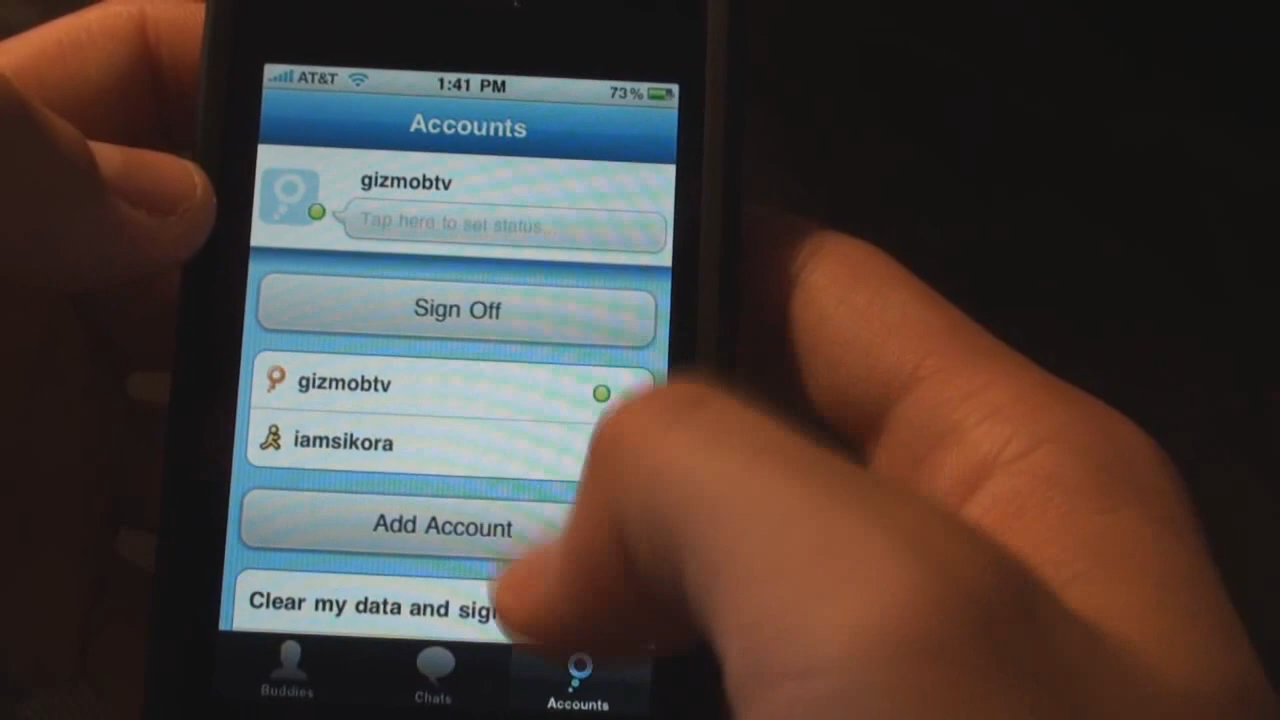 AT&T 1:41 PM 73%
Accounts
gizmobtv
Tap here to set status...
Sign Off
gizmobtv
iamsikora
Add Account
Clear my data and sig
Buddies Chats Accounts